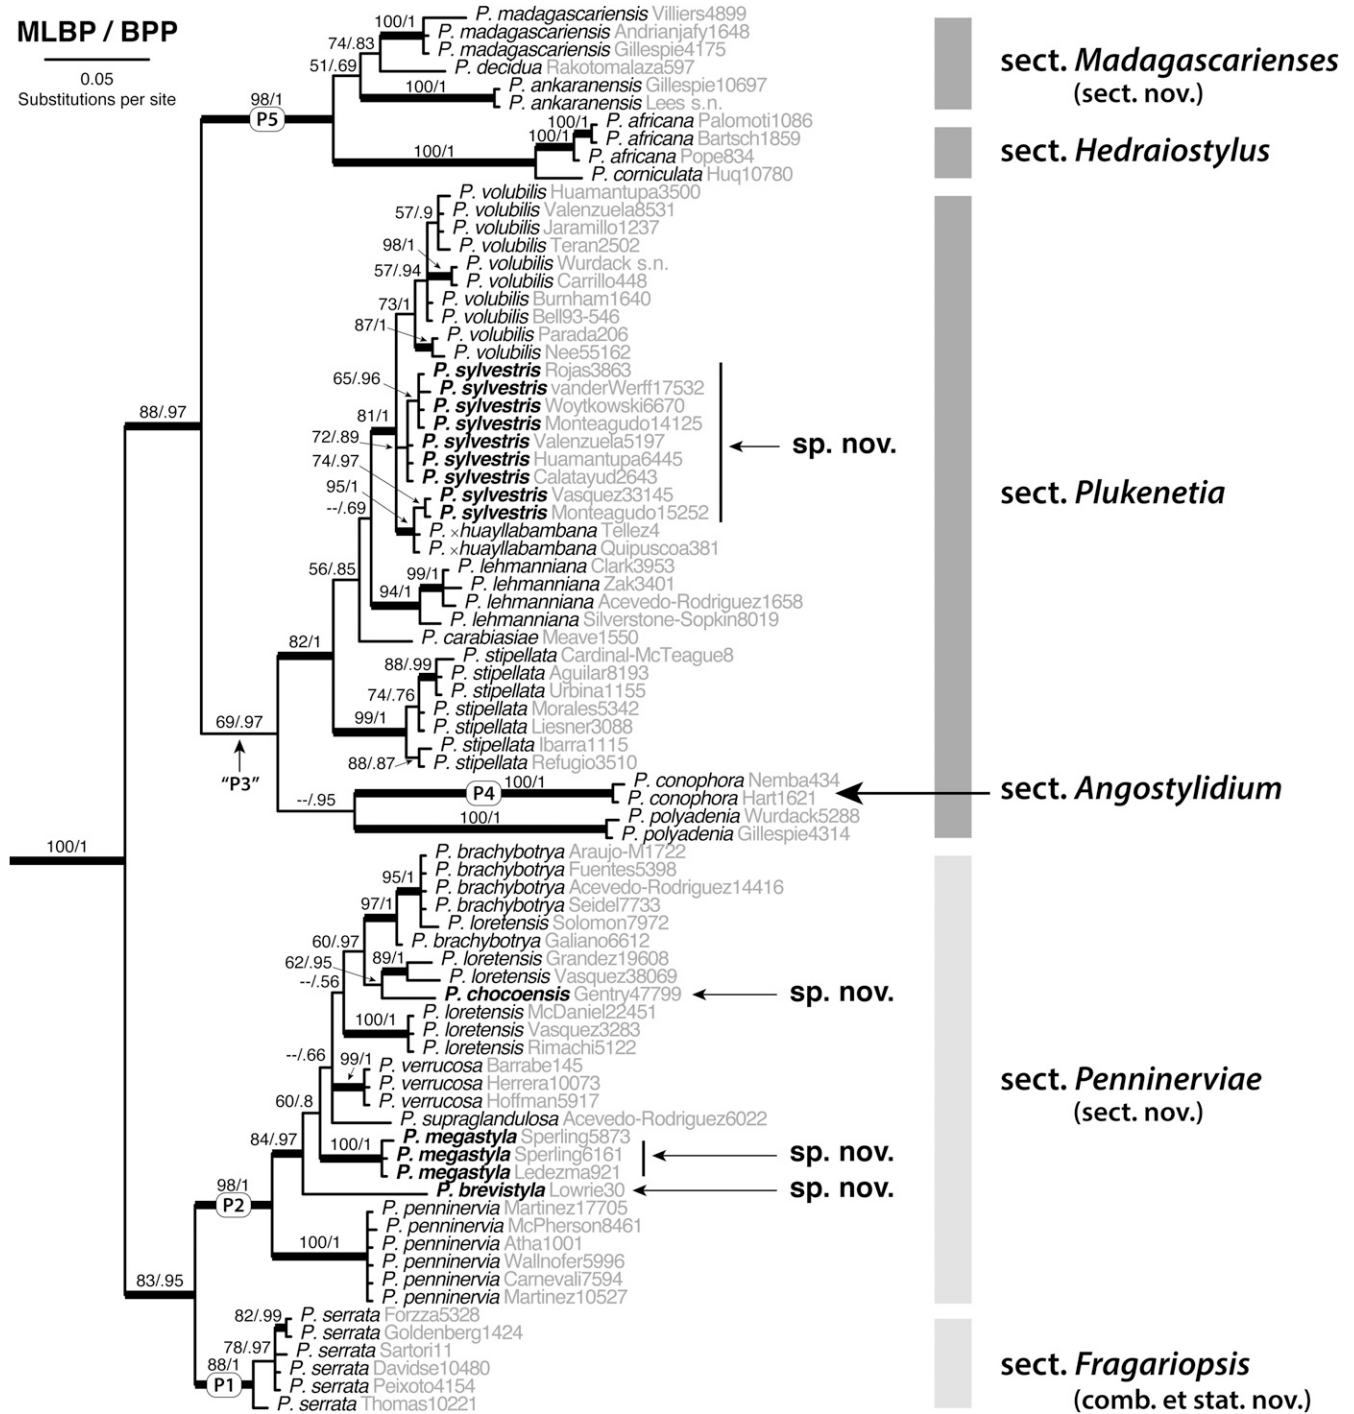 MLBP / BPP
0.05
Substitutions per site
100/1
P. madagascariensis Villiers4899
P. madagascariensis Andrianjafy1648
74/.83
P. madagascariensis Gillespie4175
51/.69
P. decidua Rakotomalaza597
100/1
P. ankaranensis Gillespie10697
P. ankaranensis Lees s.n.
sect. Madagascarienses
(sect. nov.)
98/1
P5
100/1
P. africana Palomoti1086
100/1
P. africana Bartsch1859
100/1
P. africana Pope834
P. corniculata Huq10780
sect. Hedraiostylus
P. volubilis Huamantupa3500
57/.9
P. volubilis Valenzuela8531
P. volubilis Jaramillo1237
98/1
P. volubilis Teran2502
57/.94
P. volubilis Wurdack s.n.
P. volubilis Carrillo448
73/1
P. volubilis Burnham1640
P. volubilis Bell93-546
87/1
P. volubilis Parada206
P. volubilis Nee55162
65/.96
P. sylvestris Rojas3863
P. sylvestris vanderWerff17532
P. sylvestris Woytkowski6670
81/1
P. sylvestris Monteagudo14125
72/.89
P. sylvestris Valenzuela5197
sp. nov.
74/.97
P. sylvestris Huamantupa6445
P. sylvestris Calatayud2643
95/1
P. sylvestris Vasquez33145
--/.69
P. sylvestris Monteagudo15252
P. ×huayllabambana Tellez4
P. ×huayllabambana Quipuscoa381
sect. Plukenetia
88/.97
56/.85
99/1
P. lehmanniana Clark3953
94/1
P. lehmanniana Zak3401
P. lehmanniana Acevedo-Rodriguez1658
P. lehmanniana Silverstone-Sopkin8019
82/1
P. carabiasiae Meave1550
88/.99
P. stipellata Cardinal-McTeague8
P. stipellata Aguilar8193
74/.76
P. stipellata Urbina1155
P. stipellata Morales5342
99/1
P. stipellata Liesner3088
P. stipellata Ibarra1115
88/.87
P. stipellata Refugio3510
69/.97
“P3”
P4
100/1
P. conophora Nemba434
--/.95
P. conophora Hart1621
sect. Angostylidium
100/1
P. polyadenia Wurdack5288
P. polyadenia Gillespie4314
100/1
P. brachybotrya Araujo-M1722
95/1
P. brachybotrya Fuentes5398
P. brachybotrya Acevedo-Rodriguez14416
97/1
P. brachybotrya Seidel7733
P. loretensis Solomon7972
60/.97
P. brachybotrya Galiano6612
62/.95
89/1
P. loretensis Grandez19608
--/.56
P. loretensis Vasquez38069
P. chocoensis Gentry47799
sp. nov.
100/1
P. loretensis McDaniel22451
P. loretensis Vasquez3283
P. loretensis Rimachi5122
--/.66
99/1
P. verrucosa Barrabe145
P. verrucosa Herrera10073
60/.8
P. verrucosa Hoffman5917
P. supraglandulosa Acevedo-Rodriguez6022
sect. Penninerviae
(sect. nov.)
84/.97
100/1
P. megastyla Sperling5873
P. megastyla Sperling6161
sp. nov.
P. megastyla Ledezma921
98/1
P2
P. brevistyla Lowrie30
sp. nov.
P. penninervia Martinez17705
P. penninervia McPherson8461
100/1
P. penninervia Atha1001
P. penninervia Wallnofer5996
83/.95
P. penninervia Carnevali7594
P. penninervia Martinez10527
82/.99
P. serrata Forzza5328
P. serrata Goldenberg1424
78/.97
P. serrata Sartori11
88/1
P. serrata Davidse10480
P1
P. serrata Peixoto4154
P. serrata Thomas10221
sect. Fragariopsis
(comb. et stat. nov.)